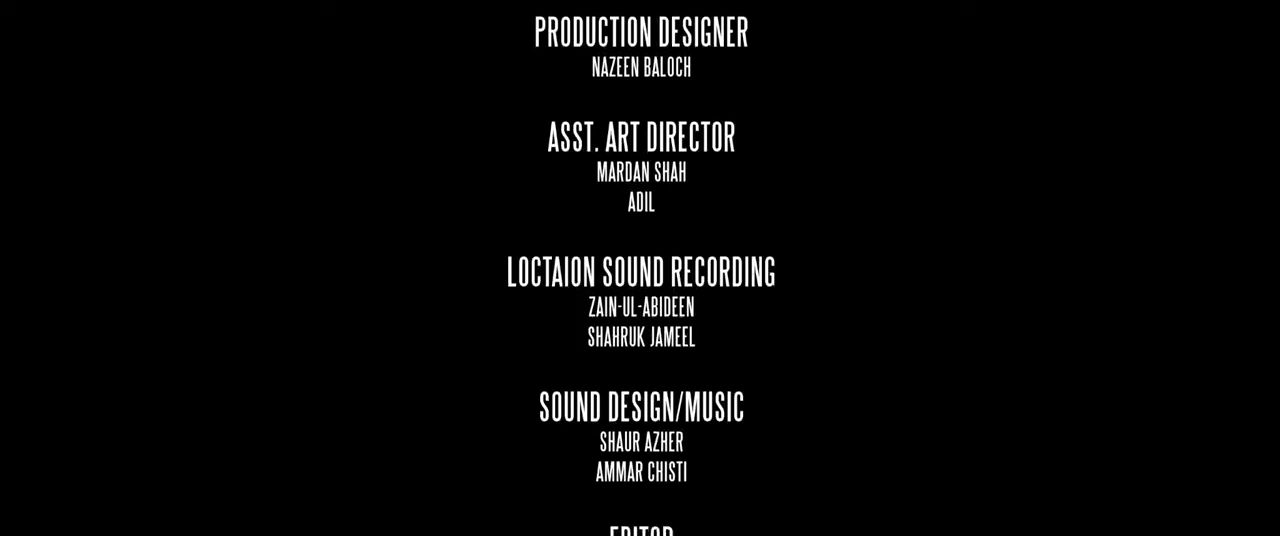 PRODUCTION DESIGNER
NAZEEN BALOCH
ASST. ART DIRECTOR
MARDAN SHAH
ADIL
LOCTAION SOUND RECORDING
ZAIN-UL-ABIDEEN
SHAHRUK JAMEEL
SOUND DESIGN/MUSIC
SHAUR AZHER
AMMAR CHISTI
EDITOR